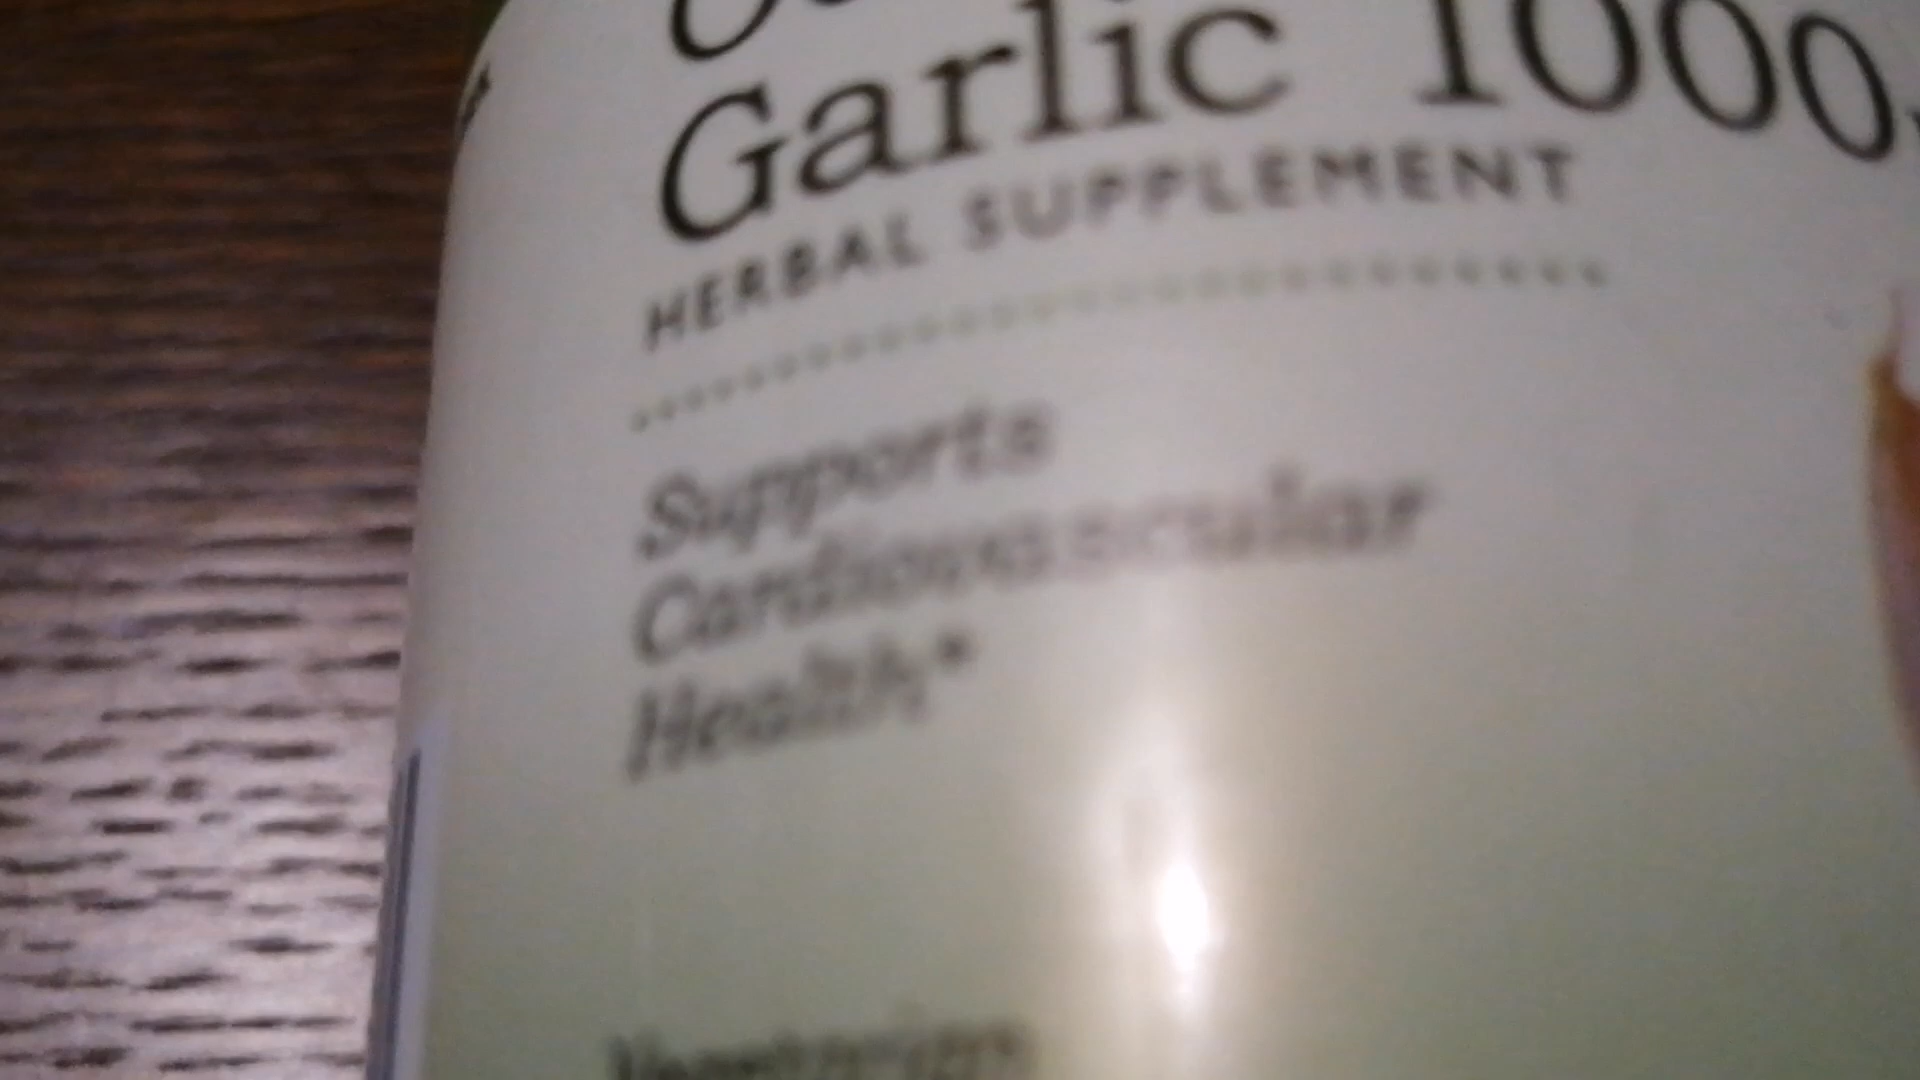 Garlic 1000
HERBAL SUPPLEMENT
Supports
Cardiovascular
Health*